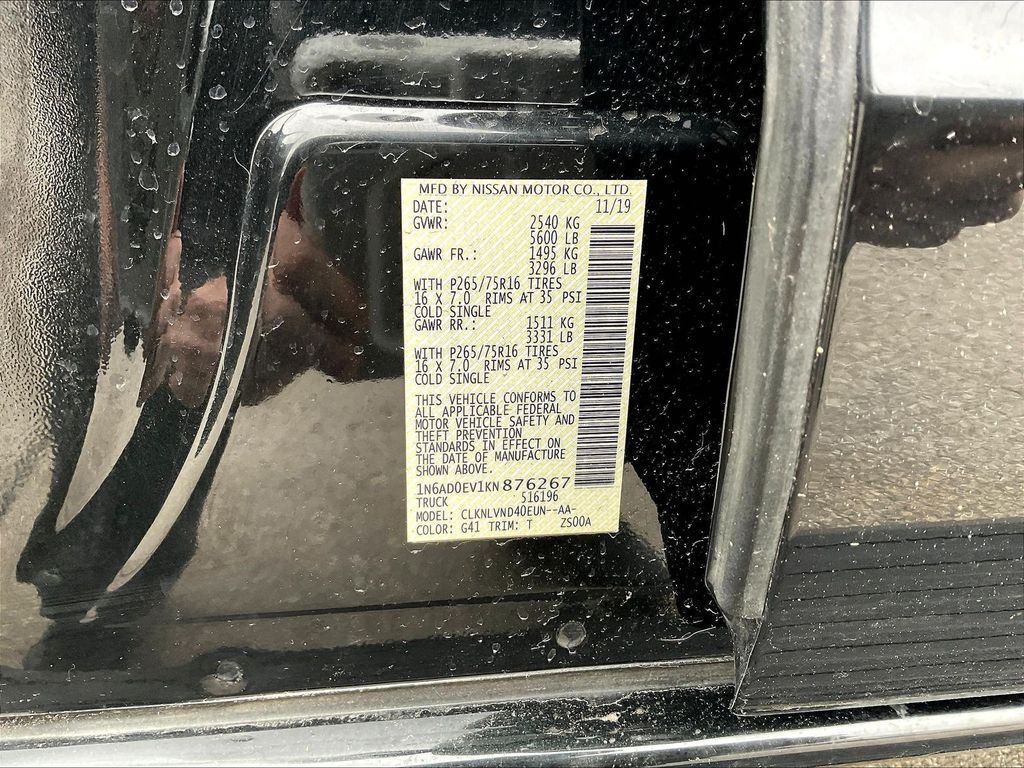 MFD BY NISSAN MOTOR CO., LTD.
DATE: 11/19
GVWR: 2540 KG
5600 LB
GAWR FR.: 1495 KG
3296 LB
WITH P265/75R16 TIRES
16 X 7.0 RIMS AT 35 PSI
COLD SINGLE
GAWR RR.: 1511 KG
3331 LB
WITH P265/75R16 TIRES
16 X 7.0 RIMS AT 35 PSI
COLD SINGLE
THIS VEHICLE CONFORMS TO
ALL APPLICABLE FEDERAL
MOTOR VEHICLE SAFETY AND
THEFT PREVENTION
STANDARDS IN EFFECT ON
THE DATE OF MANUFACTURE
SHOWN ABOVE.
1N6AD0EV1KN876267
TRUCK 516196
MODEL: CLKNLVND40EUN--AA-
COLOR: G41 TRIM: T ZS00A